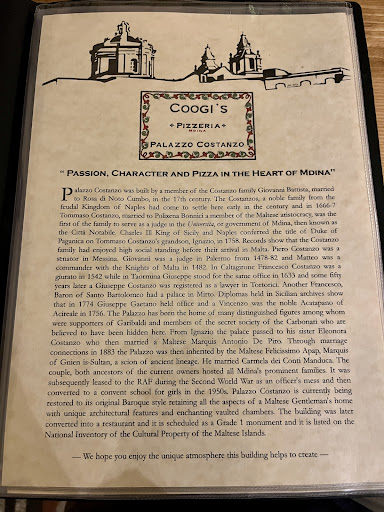 COOGI'S
PIZZERIA
MDINA
PALAZZO COSTANZO
" PASSION, CHARACTER AND PIZZA IN THE HEART OF MDINA"
Palazzo Costanzo was built by a member of the Costanzo family Giovanna Battista, married
to Rosa di Noto Cumbo, in the 17th century. The Costanzo, a noble family from the
feudal Kingdom of Naples had come to settle here early in the century and in 1666-7
Tommaso Costanzo, married to Polixena Bonnici a member of the Maltese aristocracy, was the
first of the family to serve as a judge in the Università, or government of Mdina, then known as
the Città Notabile. Charles II King of Sicily and Naples conferred the title of Duke of
Paganica on Tommaso Costanzo's grandson, Ignazio, in 1758. Records show that the Costanzo
family had enjoyed high social standing before their arrival in Malta. Piero Costanzo was a
senator in Messina. Giovanni was a judge in Palermo from 1478-82 and Matteo was a
commander with the Knights of Malta in 1482. In Caltagirone Francesco Costanzo was a
giurato in 1542 while in Taormina Giuseppe stood for the same office in 1633 and some fifty
years later a Giuseppe Costanzo was registered as a lawyer in Tortorici. Another Francesco,
Baron of Santo Bartolomeo had a palace in Mirto. Diplomas held in Sicilian archives show
that in 1774 Giuseppe Gaetano held office and a Vincenzo was the noble Acatapano of
Acireale in 1756. The Palazzo has been the home of many distinguished figures among whom
were supporters of Garibaldi and members of the secret society of the Carbonari who are
believed to have been hidden here. From Ignazio the palace passed to his sister Eleonora
Costanzo who then married a Maltese Marquis Antonio De Piro. Through marriage
connections in 1883 the Palazzo was then inherited by the Maltese Felicissimo Apap, Marquis
of Gnien is-Sultan, a scion of ancient lineage. He married Carmela dei Conti Manduca. The
couple, both ancestors of the current owners hosted all Mdina's prominent families. It was
subsequently leased to the RAF during the Second World War as an officer's mess and then
converted to a convent school for girls in the 1950s. Palazzo Costanzo is currently being
restored to its original Baroque style retaining all the aspects of a Maltese Gentleman's home
with unique architectural features and enchanting vaulted chambers. The building was later
converted into a restaurant and it is scheduled as a Grade 1 monument and it is listed on the
National Inventory of the Cultural Property of the Maltese Islands.
— We hope you enjoy the unique atmosphere this building helps to create —